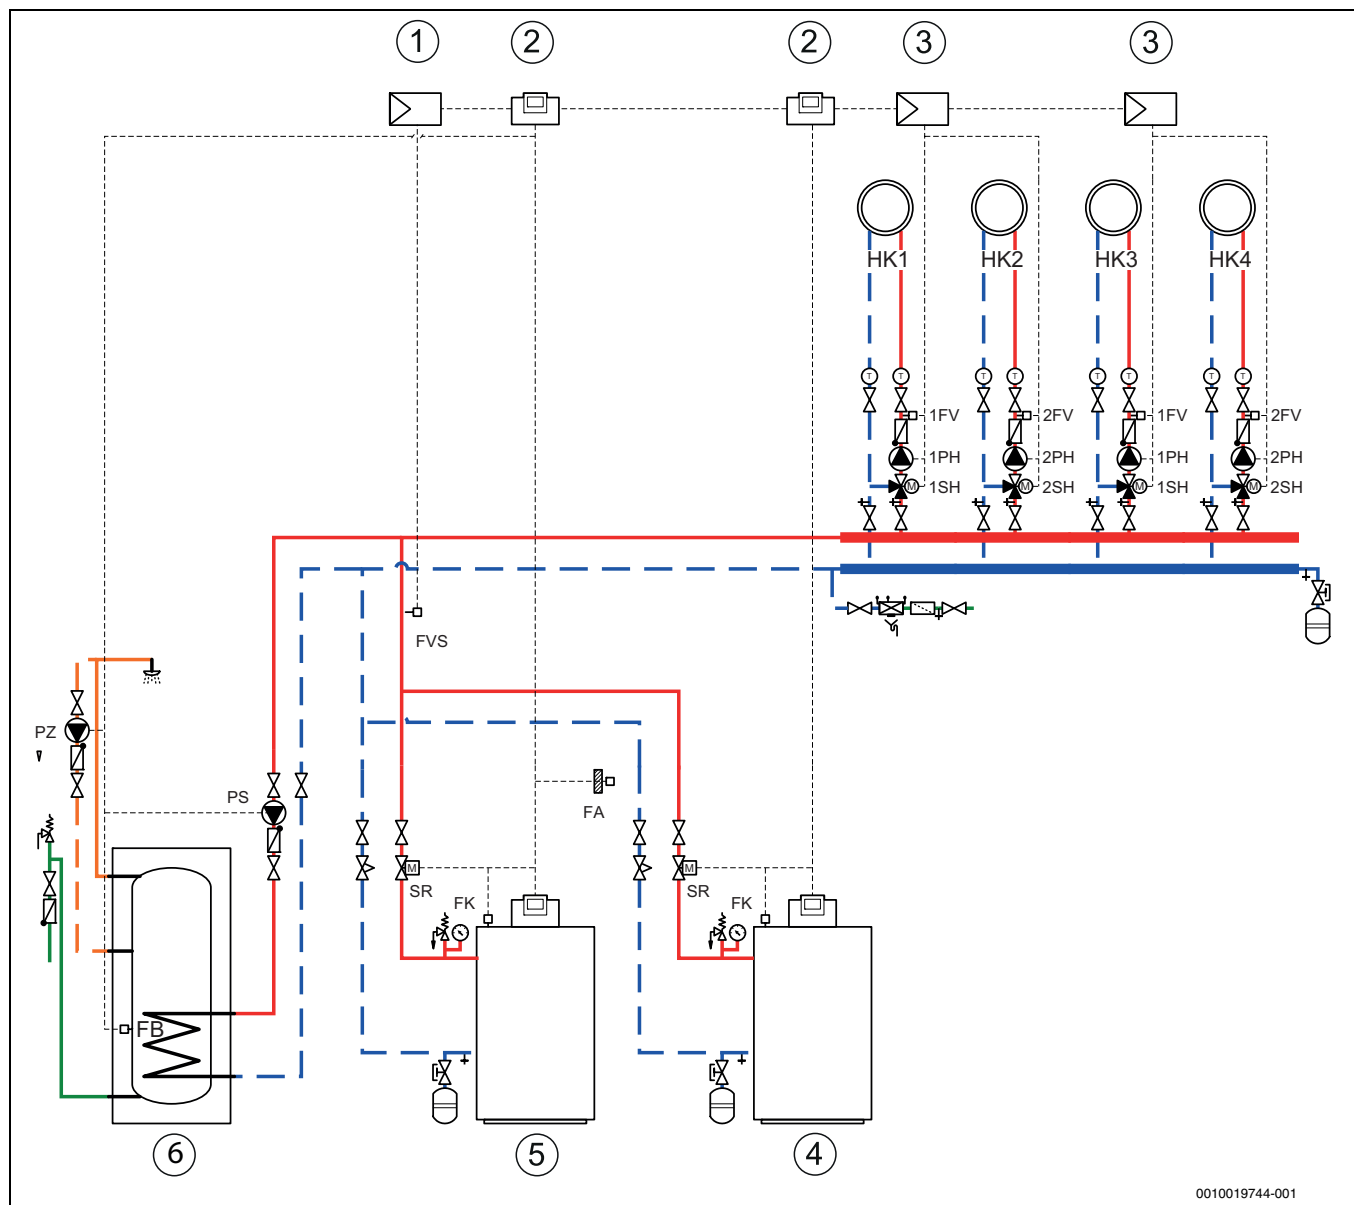 1 2 2 3 3
HK1 HK2 HK3 HK4
T T T T T T T T
1FV 2FV 1FV 2FV
1PH 2PH 1PH 2PH
M 1SH M 2SH M 1SH M 2SH
FVS
PZ
PS
FA
M M
SR FK SR FK
FB
6 5 4
0010019744-001